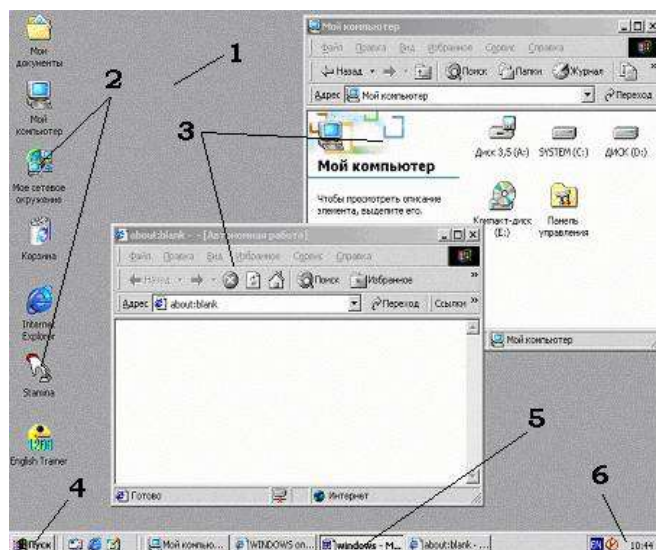 Мои
документы
1
2
Мой
компьютер
3
Мое сетевое
окружение
Корзина
Internet
Explorer
Stamina
English Trainer
Мой компьютер
Файл Правка Вид Избранное Сервис Справка
Назад Поиск Папки Журнал »
Адрес Мой компьютер Переход
Мой компьютер
Чтобы просмотреть описание
элемента, выделите его.
Диск 3,5 (A:) SYSTEM (C:) ДИСК (D:)
Компакт-диск
(E:)
Панель
управления
Мой компьютер
about:blank - - [Автономная работа]
Файл Правка Вид Избранное Сервис Справка
Назад Поиск Избранное »
Адрес about:blank Переход Ссылки »
Готово Интернет
5
4
6
Пуск Мой компью... WINDOWS on... windows - M... about:blank - ... EN 10:44